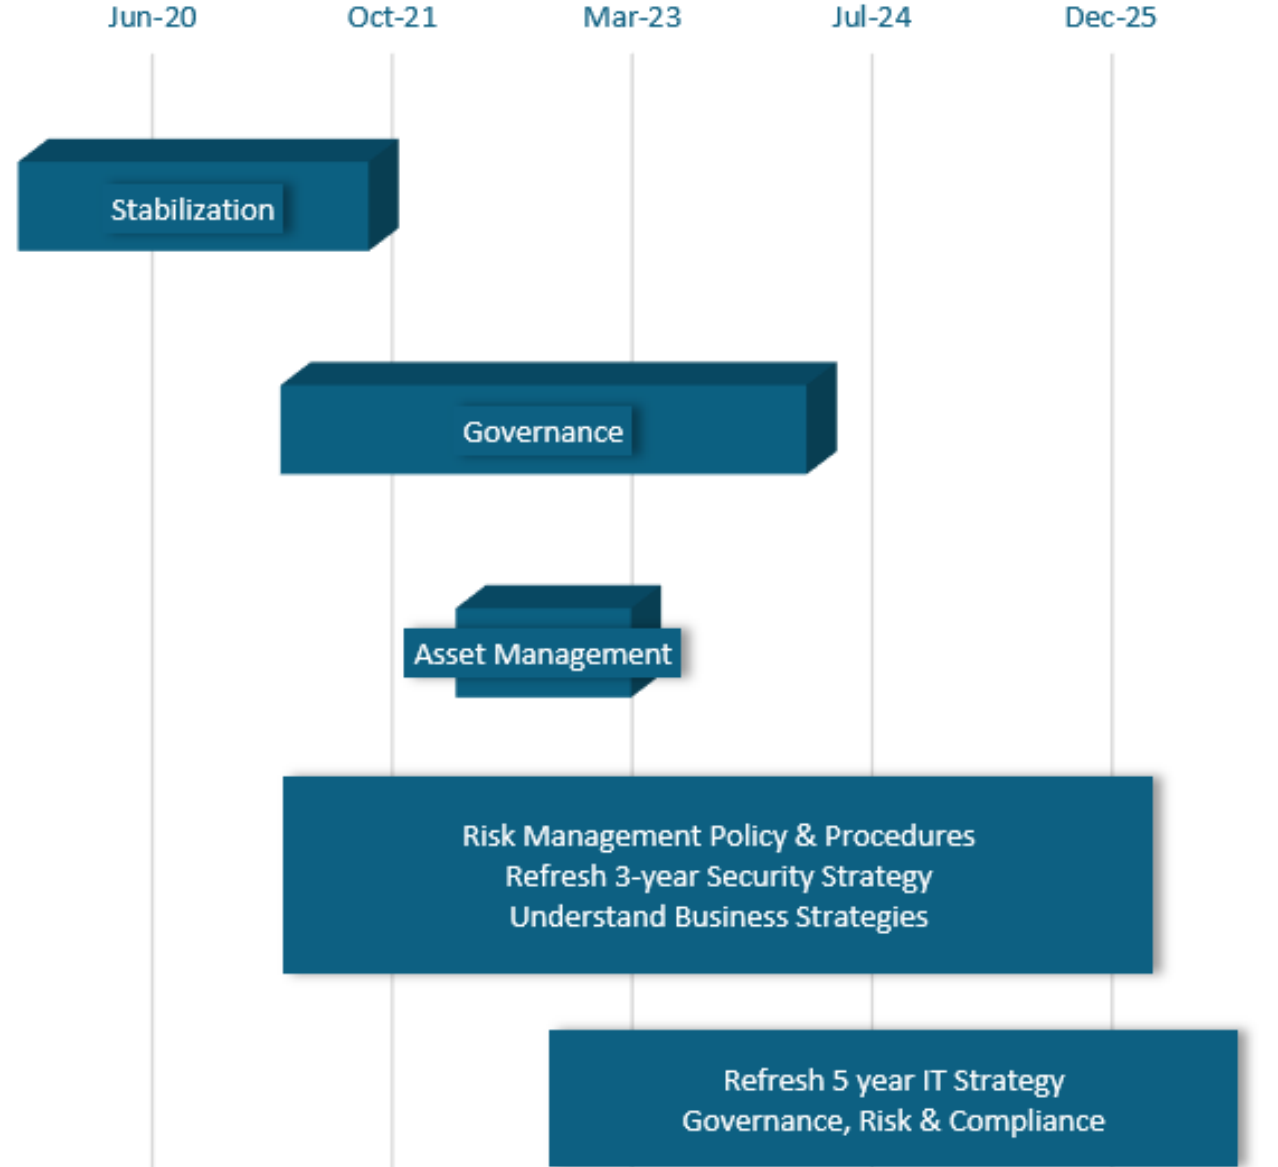 Jun-20 Oct-21 Mar-23 Jul-24 Dec-25
Stabilization
Governance
Asset Management
Risk Management Policy & Procedures
Refresh 3-year Security Strategy
Understand Business Strategies
Refresh 5 year IT Strategy
Governance, Risk & Compliance